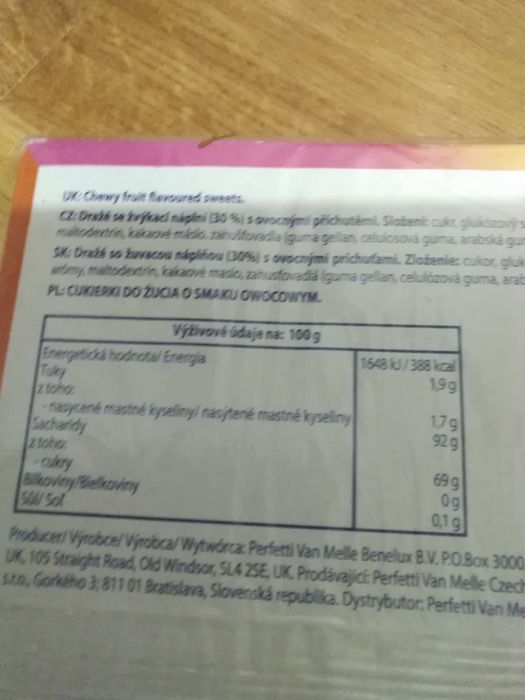 UK: Chewy fruit flavoured sweets.
CZ: Dražé se žvýkací náplní (30 %) s ovocnými příchutěmi. Složení: cukr, glukózový
maltodextrin, kakaové máslo, zahušťovadla (guma gellan, celulosová guma, arabská gu
SK: Dražé so žuvacou náplňou (30%) s ovocnými príchuťami. Zloženie: cukor, gluk
arómy, maltodextrín, kakaové maslo, zahusťovadlá (guma gellan, celulózová guma, arab
PL: CUKIERKI DO ŻUCIA O SMAKU OWOCOWYM.
Výživové údaje na: 100 g
Energetická hodnota/ Energia 1648 kJ / 388 kcal
Tuky 1,9 g
z toho:
- nasycené mastné kyseliny/ nasýtené mastné kyseliny 1,7 g
Sacharidy 92 g
z toho:
- cukry 69 g
Bílkoviny/Bielkoviny 0 g
Sůl/ Soľ 0,1 g
Producer/ Výrobce/ Výrobca/ Wytwórca: Perfetti Van Melle Benelux B.V. P.O.Box 3000
UK, 105 Straight Road, Old Windsor, SL4 2SE, UK. Prodávající: Perfetti Van Melle Czech
s.r.o., Gorkého 3; 811 01 Bratislava, Slovenská republika. Dystrybutor: Perfetti Van Me